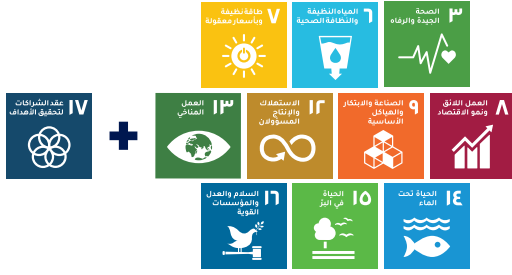 ٣ الصحة
الجيدة والرفاه
٦ المياه النظيفة
والنظافة الصحية
٧ طاقة نظيفة
وبأسعار معقولة
٨ العمل اللائق
ونمو الاقتصاد
٩ الصناعة والابتكار
والهياكل
الأساسية
١٢ الاستهلاك
والإنتاج
المسؤولان
١٣ العمل
المناخي
+
١٧ عقد الشراكات
لتحقيق الأهداف
١٤ الحياة تحت
الماء
١٥ الحياة
في البرّ
١٦ السلام والعدل
والمؤسسات
القوية